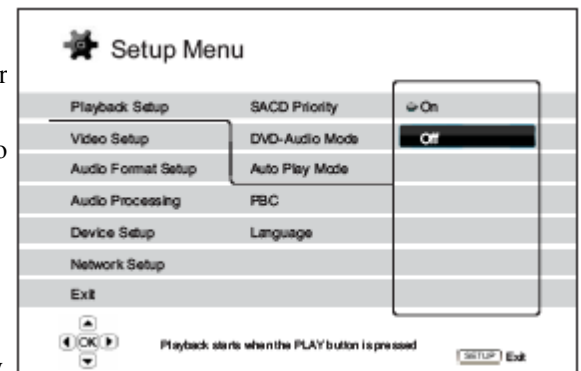 Setup Menu
r
Playback Setup SACD Priority On
o
Video Setup DVD-Audio Mode Off
Audio Format Setup Auto Play Mode
Audio Processing PBC
Device Setup Language
Network Setup
Exit
OK Playback starts when the PLAY button is pressed SETUP Exit